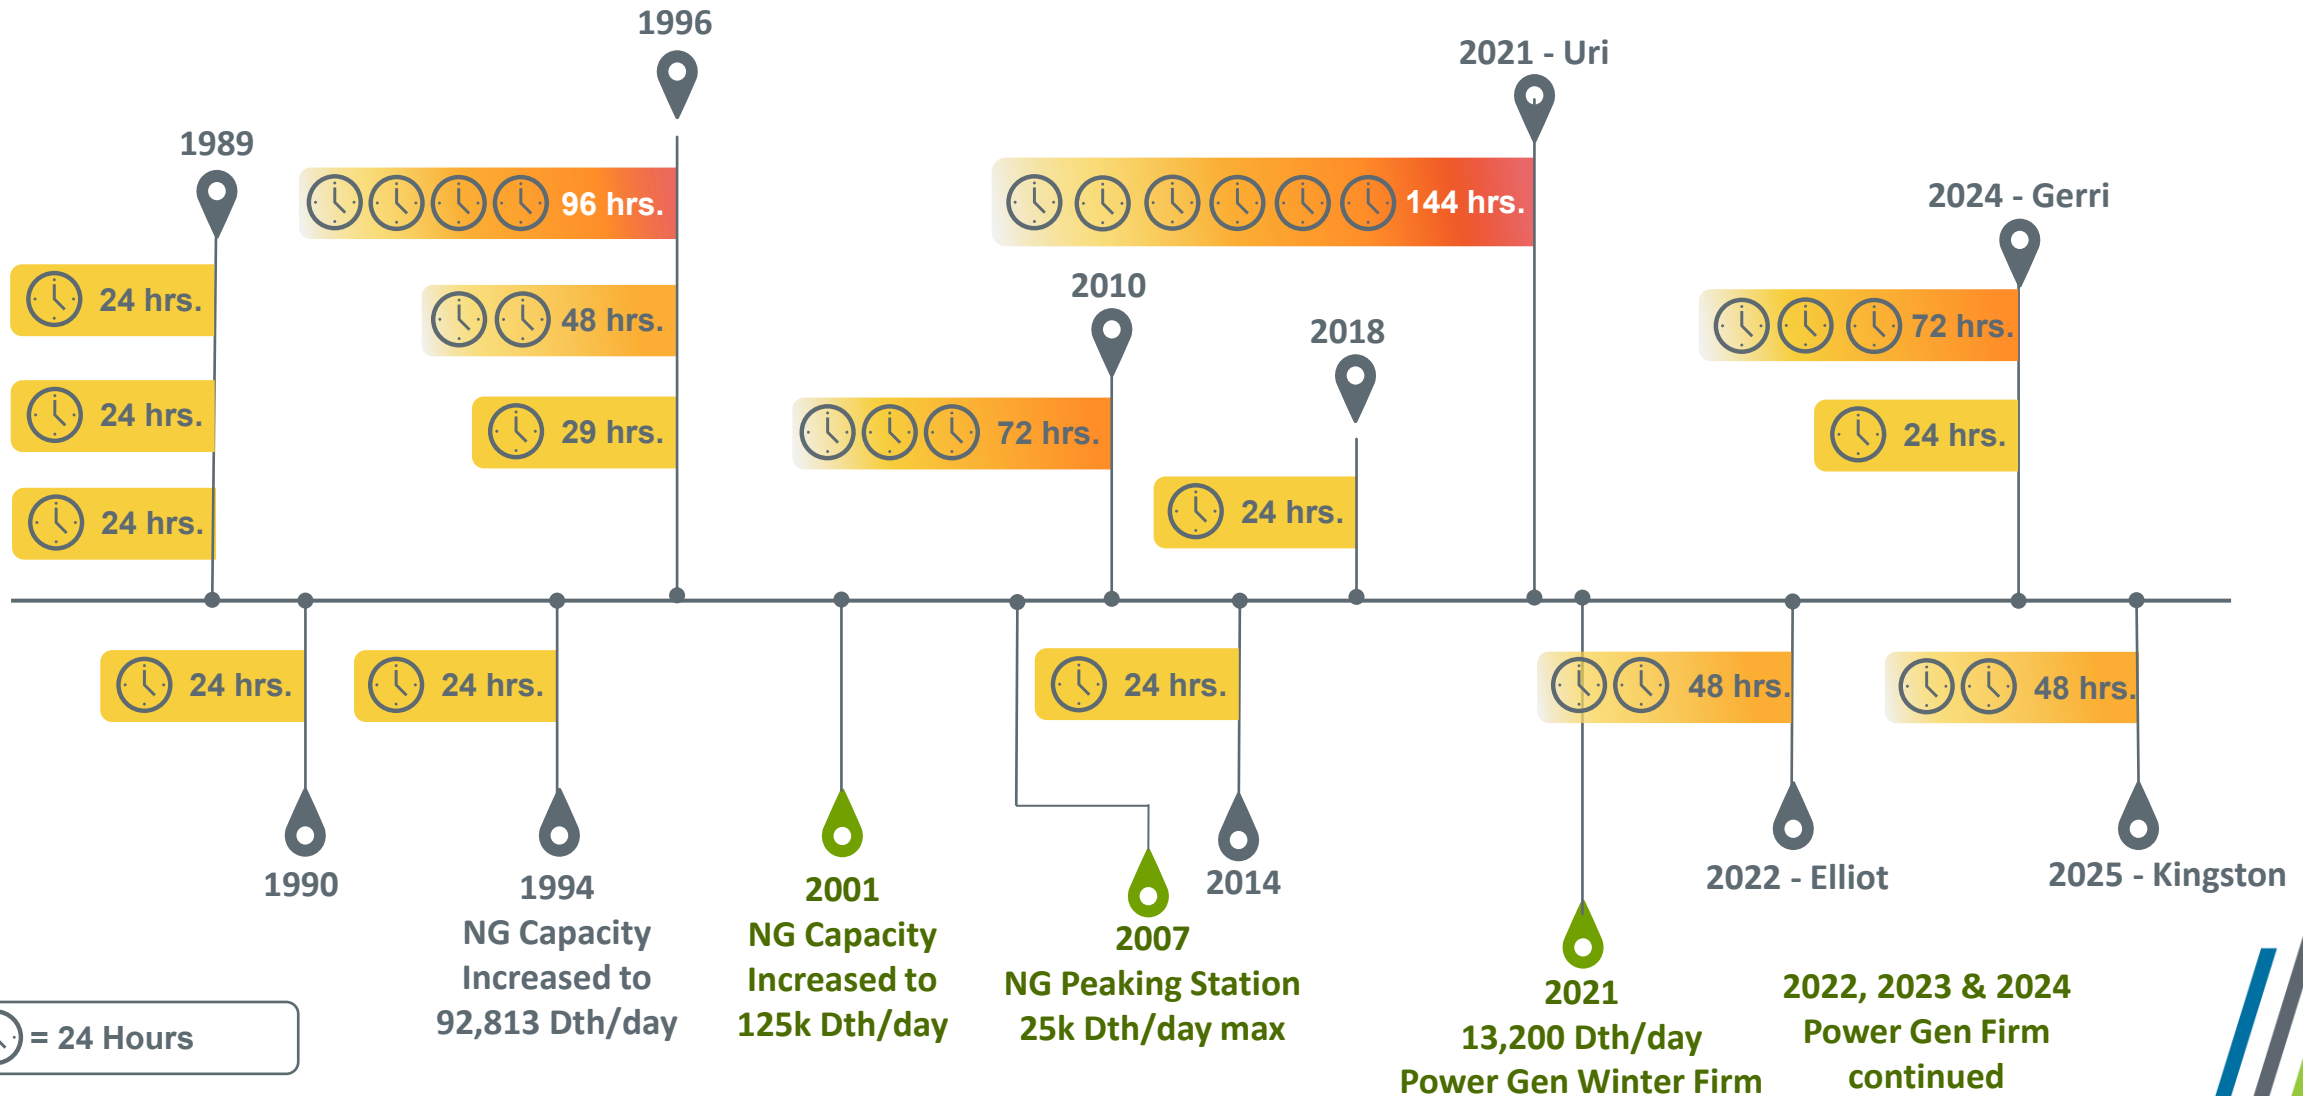 1996
2021 - Uri
1989
2024 - Gerri
96 hrs.
144 hrs.
24 hrs.
2010
48 hrs.
2018
72 hrs.
24 hrs.
29 hrs.
72 hrs.
24 hrs.
24 hrs.
24 hrs.
24 hrs.
24 hrs.
24 hrs.
48 hrs.
48 hrs.
1990
1994
NG Capacity
Increased to
92,813 Dth/day
2001
NG Capacity
Increased to
125k Dth/day
2007
NG Peaking Station
25k Dth/day max
2014
2021
13,200 Dth/day
Power Gen Winter Firm
2022 - Elliot
2022, 2023 & 2024
Power Gen Firm
continued
2025 - Kingston
= 24 Hours